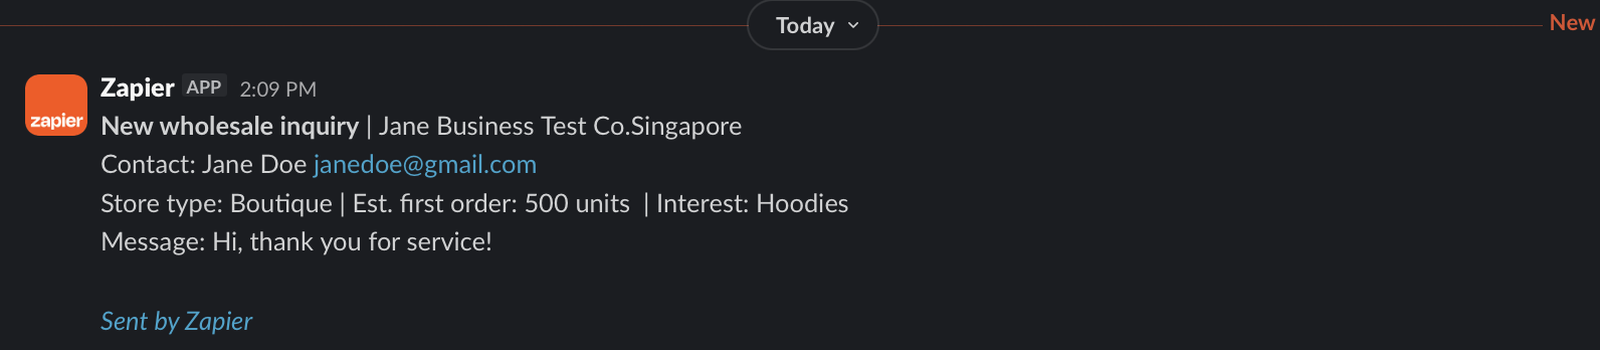 Today
New
zapier
Zapier APP 2:09 PM
New wholesale inquiry | Jane Business Test Co.Singapore
Contact: Jane Doe janedoe@gmail.com
Store type: Boutique | Est. first order: 500 units  | Interest: Hoodies
Message: Hi, thank you for service!
Sent by Zapier